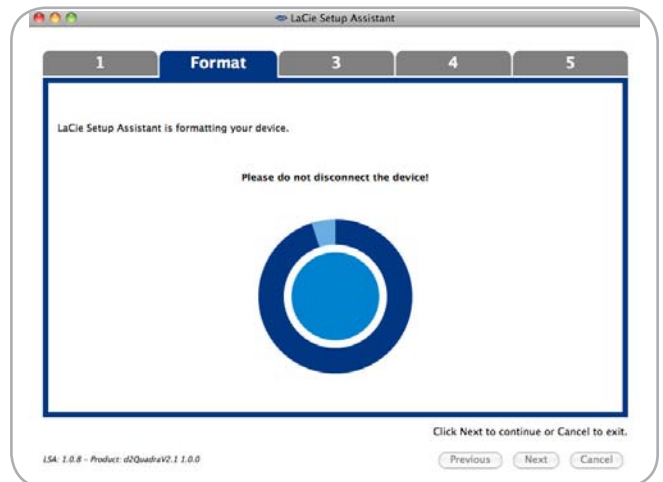 LaCie Setup Assistant
1 Format 3 4 5
LaCie Setup Assistant is formatting your device.
Please do not disconnect the device!
Click Next to continue or Cancel to exit.
LSA: 1.0.8 – Product: d2QuadraV2.1 1.0.0
Previous Next Cancel